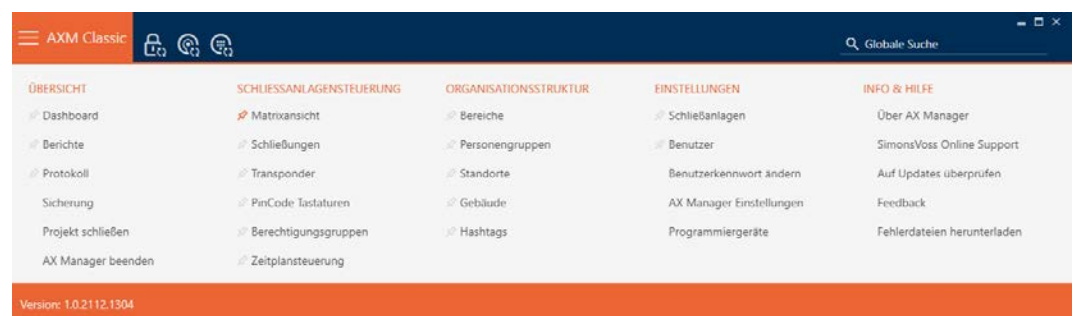 AXM Classic
Globale Suche
ÜBERSICHT
Dashboard
Berichte
Protokoll
Sicherung
Projekt schließen
AX Manager beenden
SCHLIESSANLAGENSTEUERUNG
Matrixansicht
Schließungen
Transponder
PinCode Tastaturen
Berechtigungsgruppen
Zeitplansteuerung
ORGANISATIONSSTRUKTUR
Bereiche
Personengruppen
Standorte
Gebäude
Hashtags
EINSTELLUNGEN
Schließanlagen
Benutzer
Benutzerkennwort ändern
AX Manager Einstellungen
Programmiergeräte
INFO & HILFE
Über AX Manager
SimonsVoss Online Support
Auf Updates überprüfen
Feedback
Fehlerdateien herunterladen
Version: 1.0.2112.1304